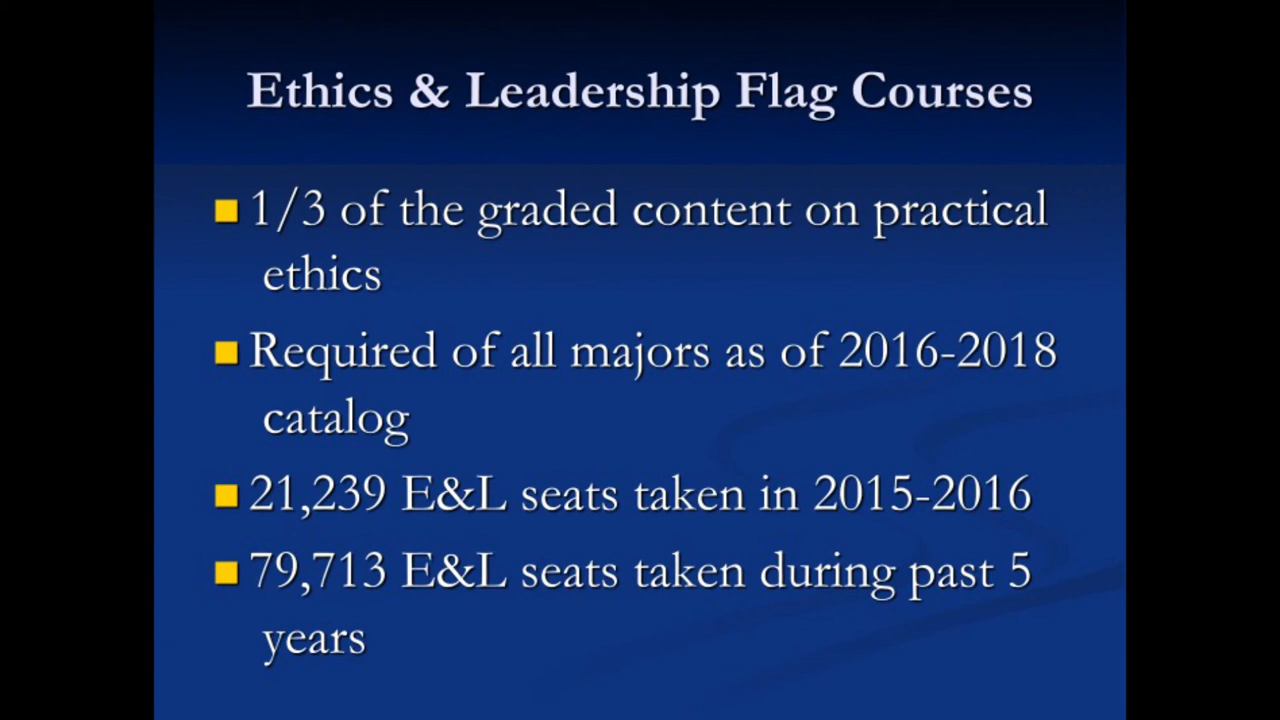 Ethics & Leadership Flag Courses
1/3 of the graded content on practical
ethics
Required of all majors as of 2016-2018
catalog
21,239 E&L seats taken in 2015-2016
79,713 E&L seats taken during past 5
years